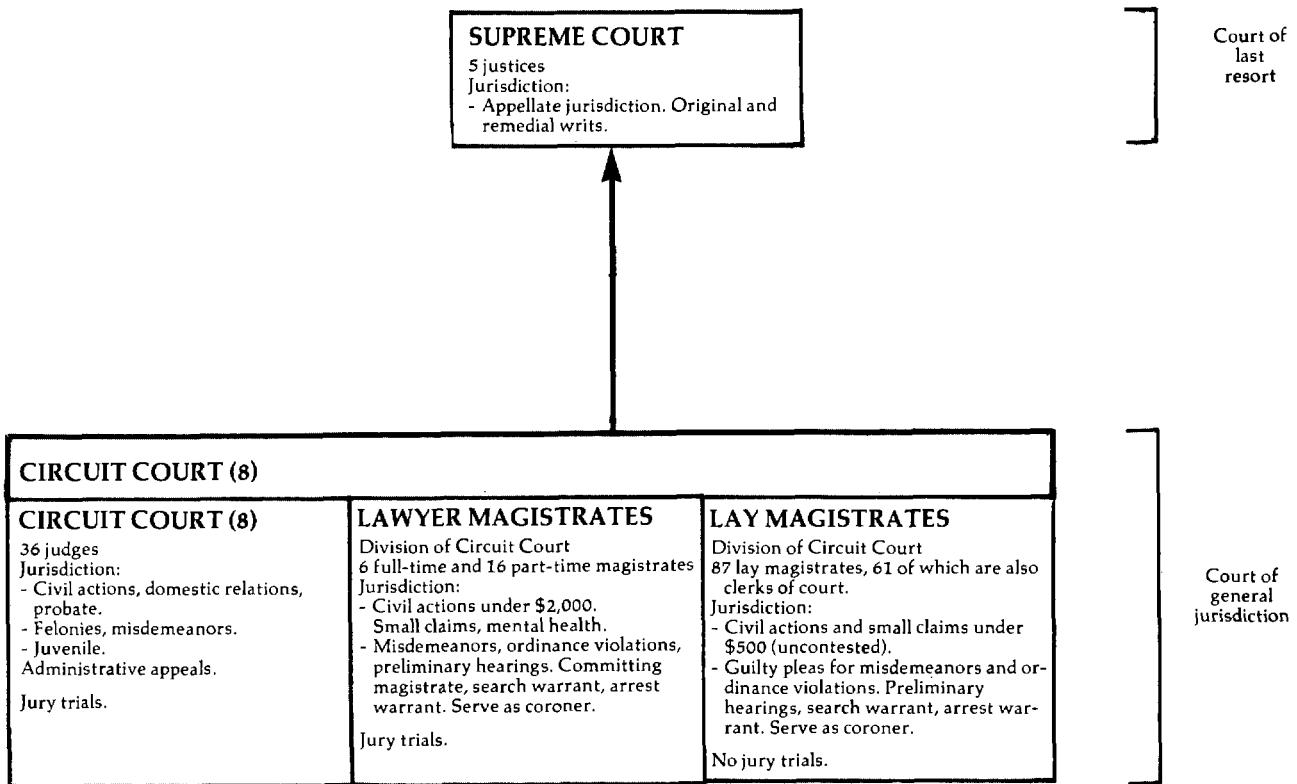 SUPREME COURT
5 justices
Jurisdiction:
- Appellate jurisdiction. Original and
remedial writs.
Court of
last
resort
CIRCUIT COURT (8)
CIRCUIT COURT (8)
36 judges
Jurisdiction:
- Civil actions, domestic relations,
probate.
- Felonies, misdemeanors.
- Juvenile.
Administrative appeals.
Jury trials.
LAWYER MAGISTRATES
Division of Circuit Court
6 full-time and 16 part-time magistrates
Jurisdiction:
- Civil actions under $2,000.
Small claims, mental health.
- Misdemeanors, ordinance violations,
preliminary hearings. Committing
magistrate, search warrant, arrest
warrant. Serve as coroner.
Jury trials.
LAY MAGISTRATES
Division of Circuit Court
87 lay magistrates, 61 of which are also
clerks of court.
Jurisdiction:
- Civil actions and small claims under
$500 (uncontested).
- Guilty pleas for misdemeanors and or-
dinance violations. Preliminary
hearings, search warrant, arrest war-
rant. Serve as coroner.
No jury trials.
Court of
general
jurisdiction